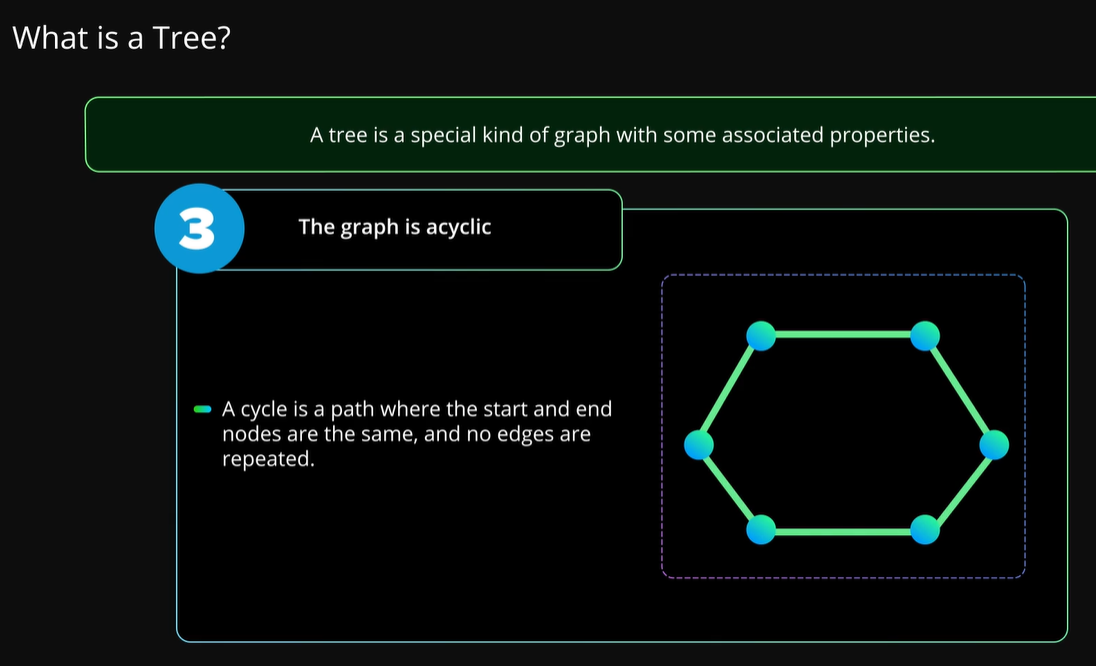 What is a Tree?
A tree is a special kind of graph with some associated properties.
3
The graph is acyclic
A cycle is a path where the start and end
nodes are the same, and no edges are
repeated.